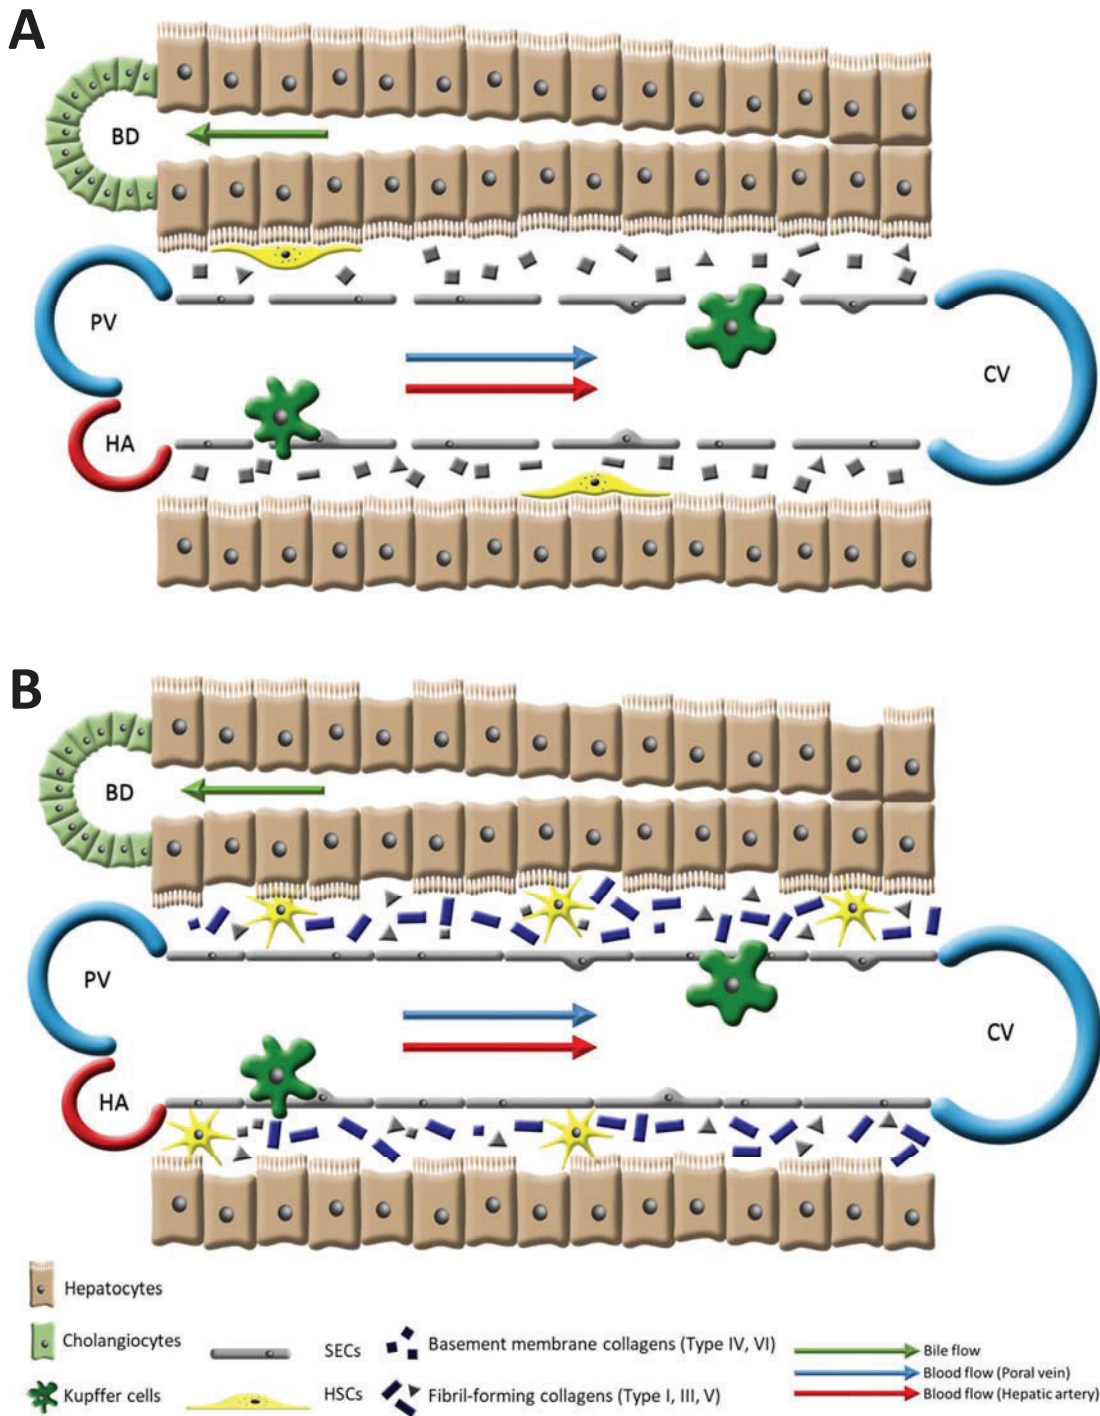 A
BD
PV
HA
CV
B
BD
PV
HA
CV
Hepatocytes
Cholangiocytes
Kupffer cells
SECs
HSCs
Basement membrane collagens (Type IV, VI)
Fibril-forming collagens (Type I, III, V)
Bile flow
Blood flow (Poral vein)
Blood flow (Hepatic artery)